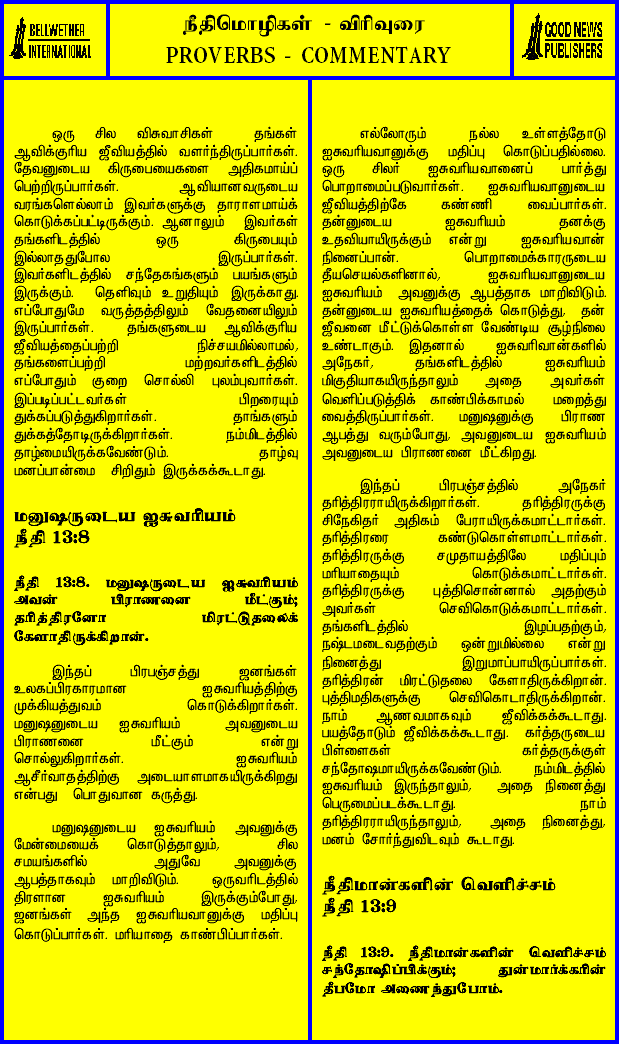 BELLWETHER
INTERNATIONAL
நீதிமொழிகள் - விரிவுரை
PROVERBS - COMMENTARY
GOOD NEWS
PUBLISHERS
ஒரு சில விசுவாசிகள் தங்கள்
ஆவிக்குரிய ஜீவியத்தில் வளர்ந்திருப்பார்கள்.
தேவனுடைய கிருபையைகளை அதிகமாய்ப்
பெற்றிருப்பார்கள். ஆவியானவருடைய
வரங்களெல்லாம் இவர்களுக்கு தாராளமாய்க்
கொடுக்கப்பட்டிருக்கும். ஆனாலும் இவர்கள்
தங்களிடத்தில் ஒரு கிருபையும்
இல்லாததுபோல இருப்பார்கள்.
இவர்களிடத்தில் சந்தேகங்களும் பயங்களும்
இருக்கும். தெளிவும் உறுதியும் இருக்காது.
எப்போதுமே வருத்தத்திலும் வேதனையிலும்
இருப்பார்கள். தங்களுடைய ஆவிக்குரிய
ஜீவியத்தைப்பற்றி நிச்சயமில்லாமல்,
தங்களைப்பற்றி மற்றவர்களிடத்தில்
எப்போதும் குறை சொல்லி புலம்புவார்கள்.
இப்படிப்பட்டவர்கள் பிறரையும்
துக்கப்படுத்துகிறார்கள். தாங்களும்
துக்கத்தோடிருக்கிறார்கள். நம்மிடத்தில்
தாழ்மையிருக்கவேண்டும். தாழ்வு
மனப்பான்மை சிறிதும் இருக்கக்கூடாது.
மனுஷருடைய ஐசுவரியம்
நீதி 13:8
நீதி 13:8. மனுஷருடைய ஐசுவரியம்
அவன் பிராணனை மீட்கும்;
தரித்திரனோ மிரட்டுதலைக்
கேளாதிருக்கிறான்.
இந்தப் பிரபஞ்சத்து ஜனங்கள்
உலகப்பிரகாரமான ஐசுவரியத்திற்கு
முக்கியத்துவம் கொடுக்கிறார்கள்.
மனுஷனுடைய ஐசுவரியம் அவனுடைய
பிராணனை மீட்கும் என்று
சொல்லுகிறார்கள். ஐசுவரியம்
ஆசீர்வாதத்திற்கு அடையாளமாகயிருக்கிறது
என்பது பொதுவான கருத்து.
மனுஷனுடைய ஐசுவரியம் அவனுக்கு
மேன்மையைக் கொடுத்தாலும், சில
சமயங்களில் அதுவே அவனுக்கு
ஆபத்தாகவும் மாறிவிடும். ஒருவரிடத்தில்
திரளான ஐசுவரியம் இருக்கும்போது,
ஜனங்கள் அந்த ஐசுவரியவானுக்கு மதிப்பு
கொடுப்பார்கள். மரியாதை காண்பிப்பார்கள்.
எல்லோரும் நல்ல உள்ளத்தோடு
ஐசுவரியவானுக்கு மதிப்பு கொடுப்பதில்லை.
ஒரு சிலர் ஐசுவரியவானைப் பார்த்து
பொறாமைப்படுவார்கள். ஐசுவரியவானுடைய
ஜீவியத்திற்கே கண்ணி வைப்பார்கள்.
தன்னுடைய ஐசுவரியம் தனக்கு
உதவியாயிருக்கும் என்று ஐசுவரியவான்
நினைப்பான். பொறாமைக்காரருடைய
தீயசெயல்களினால், ஐசுவரியவானுடைய
ஐசுவரியம் அவனுக்கு ஆபத்தாக மாறிவிடும்.
தன்னுடைய ஐசுவரியத்தைக் கொடுத்து, தன்
ஜீவனை மீட்டுக்கொள்ள வேண்டிய சூழ்நிலை
உண்டாகும். இதனால் ஐசுவரிவான்களில்
அநேகர், தங்களிடத்தில் ஐசுவரியம்
மிகுதியாகயிருந்தாலும் அதை அவர்கள்
வெளிப்படுத்திக் காண்பிக்காமல் மறைத்து
வைத்திருப்பார்கள். மனுஷனுக்கு பிராண
ஆபத்து வரும்போது, அவனுடைய ஐசுவரியம்
அவனுடைய பிராணனை மீட்கிறது.
இந்தப் பிரபஞ்சத்தில் அநேகர்
தரித்திரராயிருக்கிறார்கள். தரித்திரருக்கு
சிநேகிதர் அதிகம் பேராயிருக்கமாட்டார்கள்.
தரித்திரரை கண்டுகொள்ளமாட்டார்கள்.
தரித்திரருக்கு சமுதாயத்திலே மதிப்பும்
மரியாதையும் கொடுக்கமாட்டார்கள்.
தரித்திரருக்கு புத்திசொன்னால் அதற்கும்
அவர்கள் செவிகொடுக்கமாட்டார்கள்.
தங்களிடத்தில் இழப்பதற்கும்,
நஷ்டமடைவதற்கும் ஒன்றுமில்லை என்று
நினைத்து இறுமாப்பாயிருப்பார்கள்.
தரித்திரன் மிரட்டுதலை கேளாதிருக்கிறான்.
புத்திமதிகளுக்கு செவிகொடாதிருக்கிறான்.
நாம் ஆணவமாகவும் ஜீவிக்கக்கூடாது.
பயத்தோடும் ஜீவிக்கக்கூடாது. கர்த்தருடைய
பிள்ளைகள் கர்த்தருக்குள்
சந்தோஷமாயிருக்கவேண்டும். நம்மிடத்தில்
ஐசுவரியம் இருந்தாலும், அதை நினைத்து
பெருமைப்படக்கூடாது. நாம்
தரித்திரராயிருந்தாலும், அதை நினைத்து,
மனம் சோர்ந்துவிடவும் கூடாது.
நீதிமான்களின் வெளிச்சம்
நீதி 13:9
நீதி 13:9. நீதிமான்களின் வெளிச்சம்
சந்தோஷிப்பிக்கும்; துன்மார்க்கரின்
தீபமோ அணைந்துபோம்.